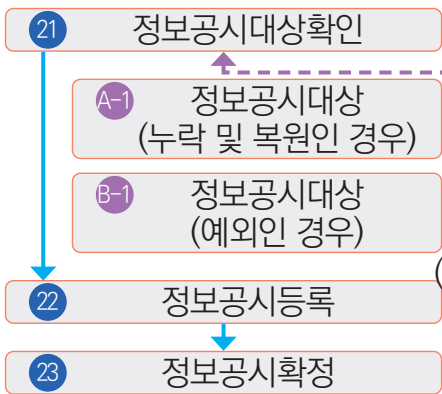 21 정보공시대상확인
A-1 정보공시대상
(누락 및 복원인 경우)
B-1 정보공시대상
(예외인 경우)
(
22 정보공시등록
23 정보공시확정